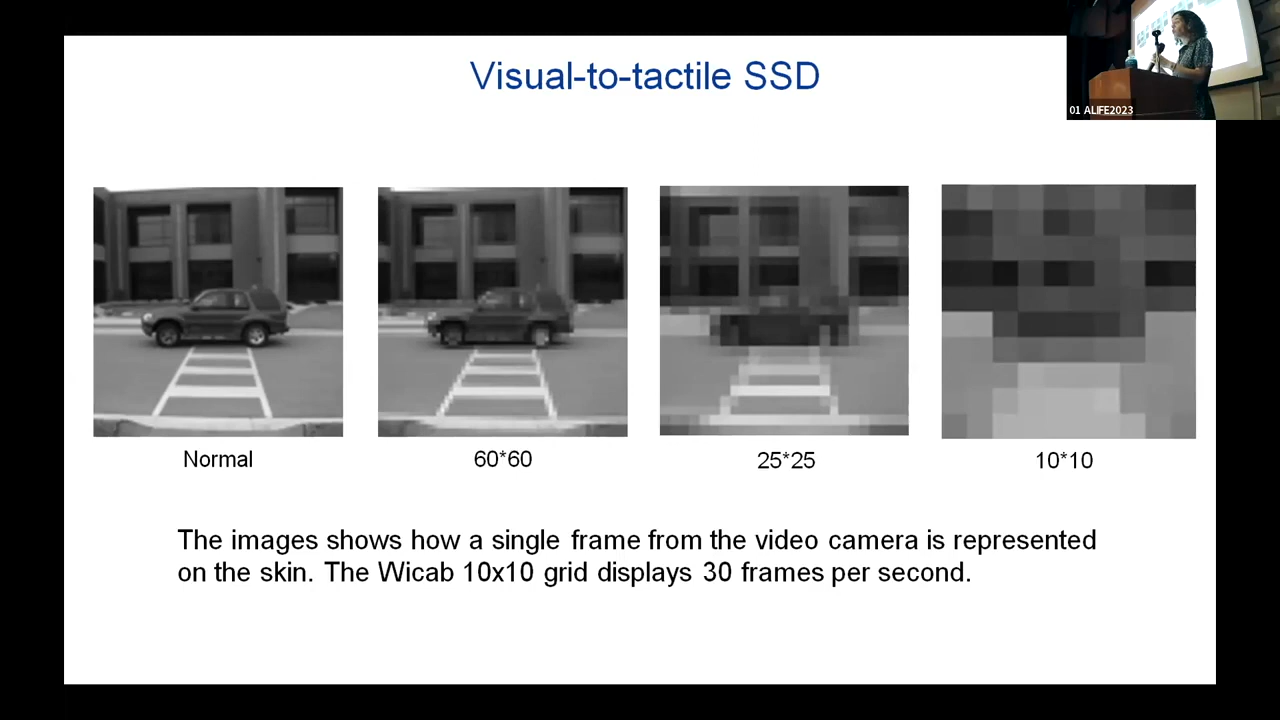 Visual-to-tactile SSD
01 ALIFE2023
Normal
60*60
25*25
10*10
The images shows how a single frame from the video camera is represented
on the skin. The Wicab 10x10 grid displays 30 frames per second.